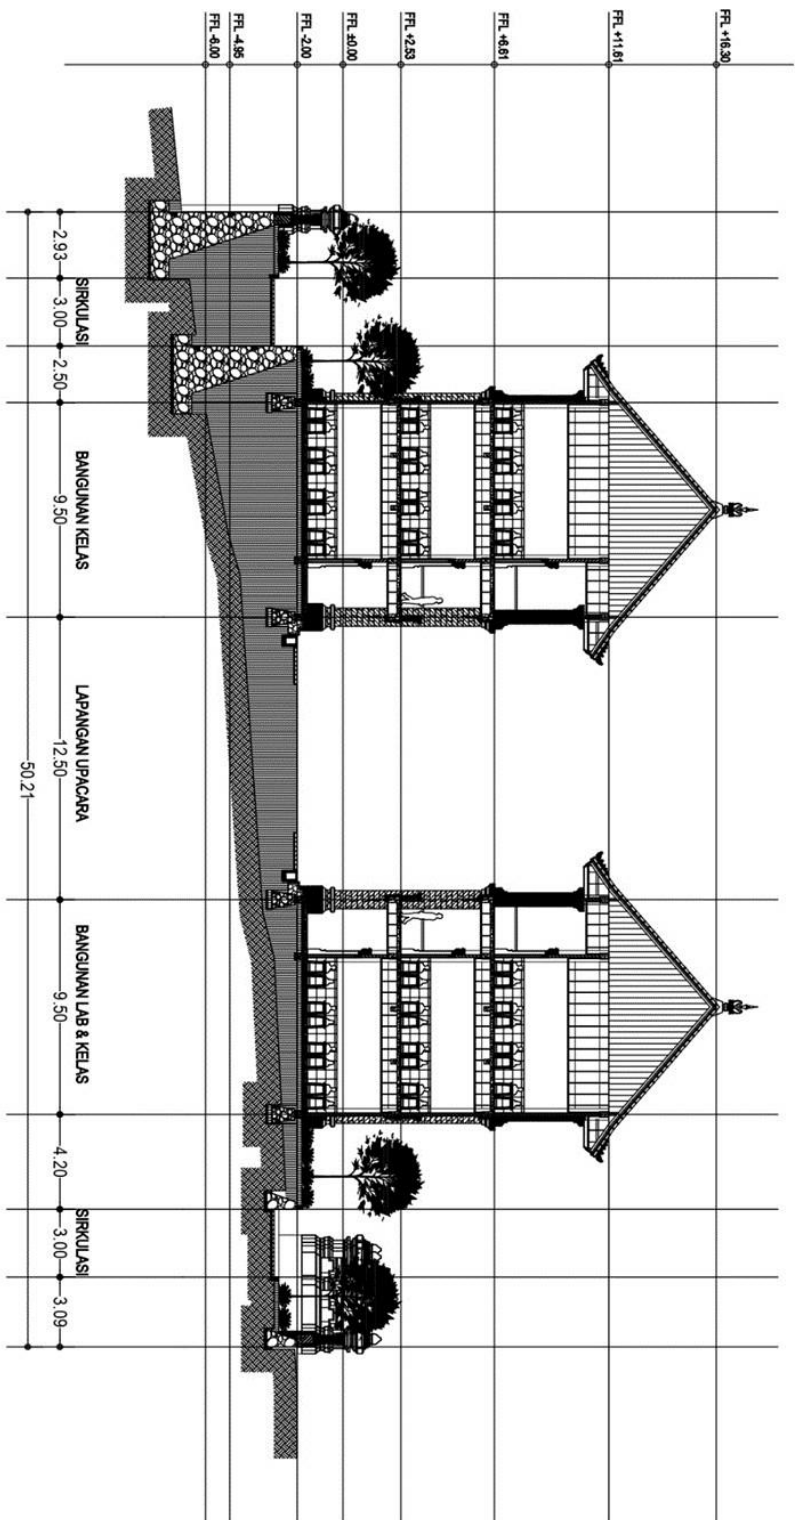 FFL +16.30
FFL +11.61
FFL +6.61
FFL +2.53
FFL ±0.00
FFL -2.00
FFL -4.95
FFL -6.00
SIRKULASI
BANGUNAN KELAS
LAPANGAN UPACARA
BANGUNAN LAB & KELAS
SIRKULASI
2.93
3.00
2.50
9.50
12.50
9.50
4.20
3.00
3.09
50.21